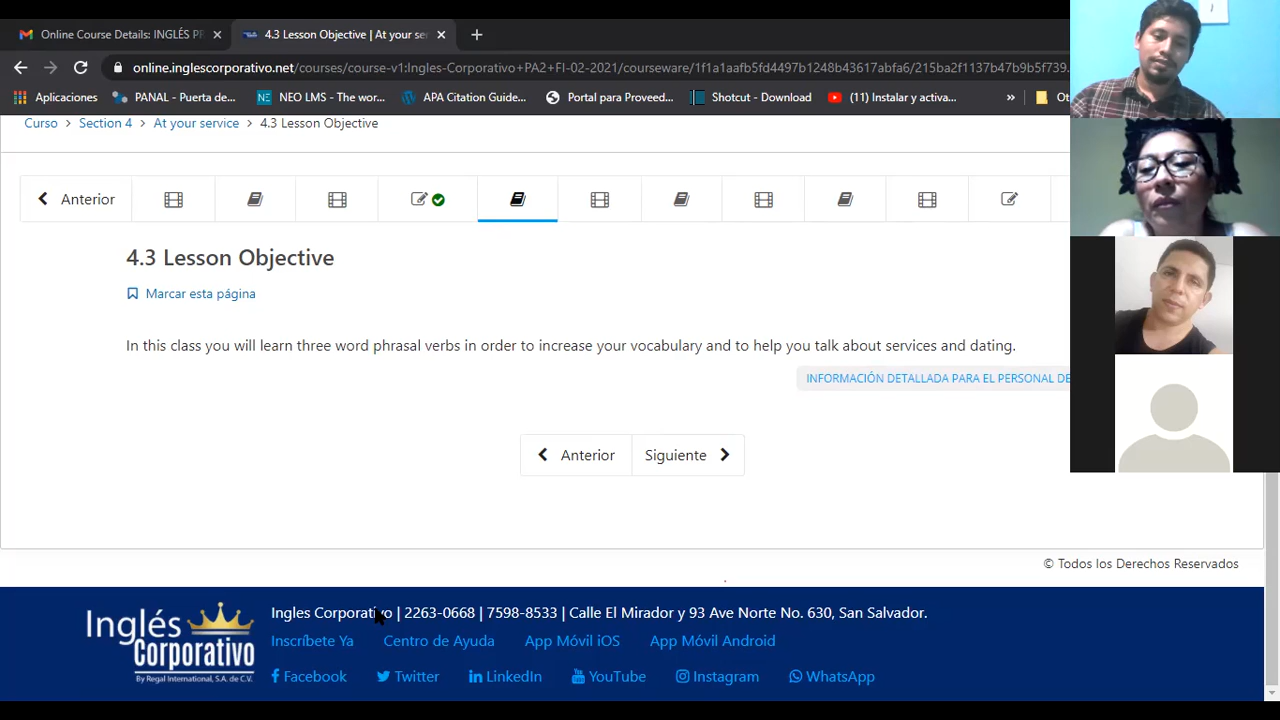 Online Course Details: INGLÉS PR
4.3 Lesson Objective | At your se
online.inglescorporativo.net/courses/course-v1:Ingles-Corporativo+PA2+FI-02-2021/courseware/1f1a1aafb5fd4497b1248b43617abfa6/215ba2f1137b47b9b5f739
Aplicaciones
PANAL - Puerta de...
NEO LMS - The wor...
APA Citation Guide...
Portal para Proveed...
Shotcut - Download
(11) Instalar y activa...
»
Ot
Curso > Section 4 > At your service > 4.3 Lesson Objective
Anterior
4.3 Lesson Objective
Marcar esta página
In this class you will learn three word phrasal verbs in order to increase your vocabulary and to help you talk about services and dating.
INFORMACIÓN DETALLADA PARA EL PERSONAL DE
Anterior
Siguiente
© Todos los Derechos Reservados
Inglés
Corporativo
By Regal International, S.A. de C.V.
Ingles Corporativo | 2263-0668 | 7598-8533 | Calle El Mirador y 93 Ave Norte No. 630, San Salvador.
Inscríbete Ya
Centro de Ayuda
App Móvil iOS
App Móvil Android
Facebook
Twitter
LinkedIn
YouTube
Instagram
WhatsApp